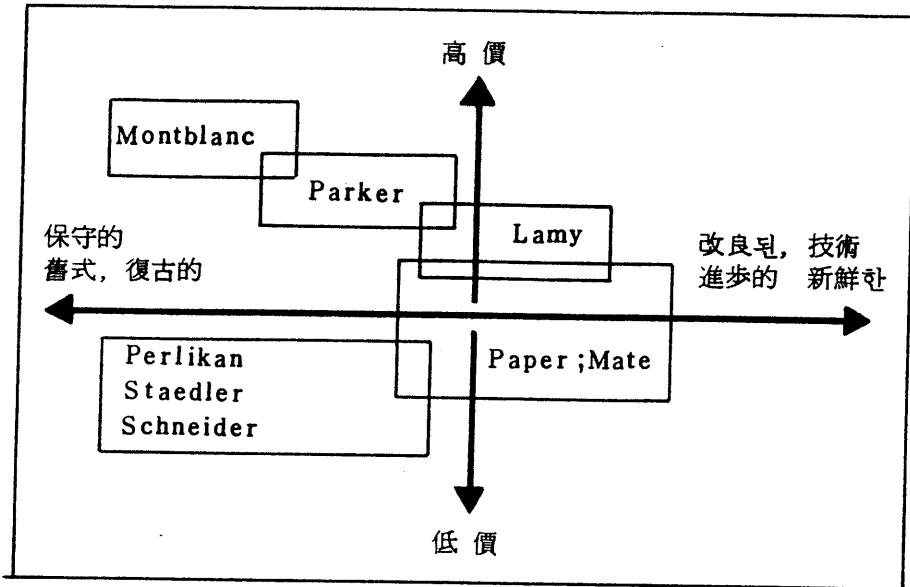 高 價
Montblanc
Parker
Lamy
保守的
舊式, 復古的
改良된, 技術
進步的 新鮮한
Perlikan
Staedler
Schneider
Paper ;Mate
低 價